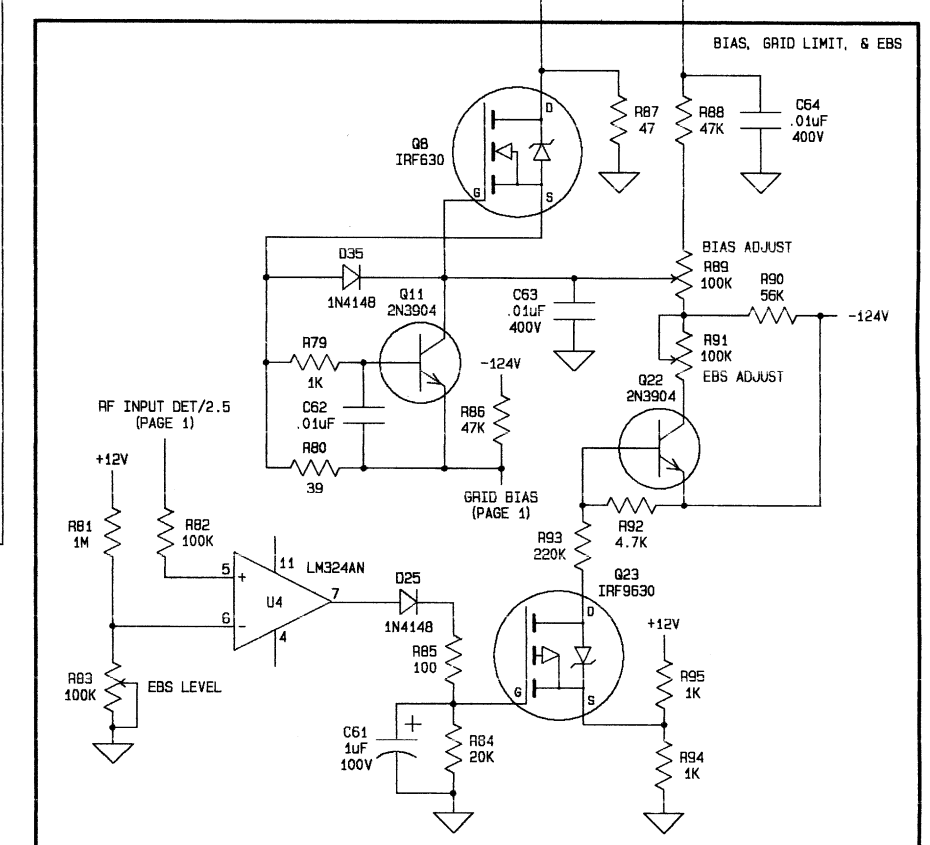 BIAS, GRID LIMIT, & EBS
D
R87
47
R88
47K
C64
.01uF
400V
Q8
IRF630
G
S
BIAS ADJUST
R89
100K
R90
56K
-124V
D35
1N4148
Q11
2N3904
C63
.01uF
400V
R91
100K
EBS ADJUST
R79
1K
-124V
Q22
2N3904
C62
.01uF
R86
47K
RF INPUT DET/2.5
(PAGE 1)
+12V
R80
39
GRID BIAS
(PAGE 1)
R81
1M
R82
100K
R93
220K
R92
4.7K
5
+
11
LM324AN
U4
7
6
-
4
D25
1N4148
Q23
IRF9630
D
+12V
R83
100K
EBS LEVEL
R85
100
G
S
R95
1K
C61
1uF
100V
+
R84
20K
R94
1K